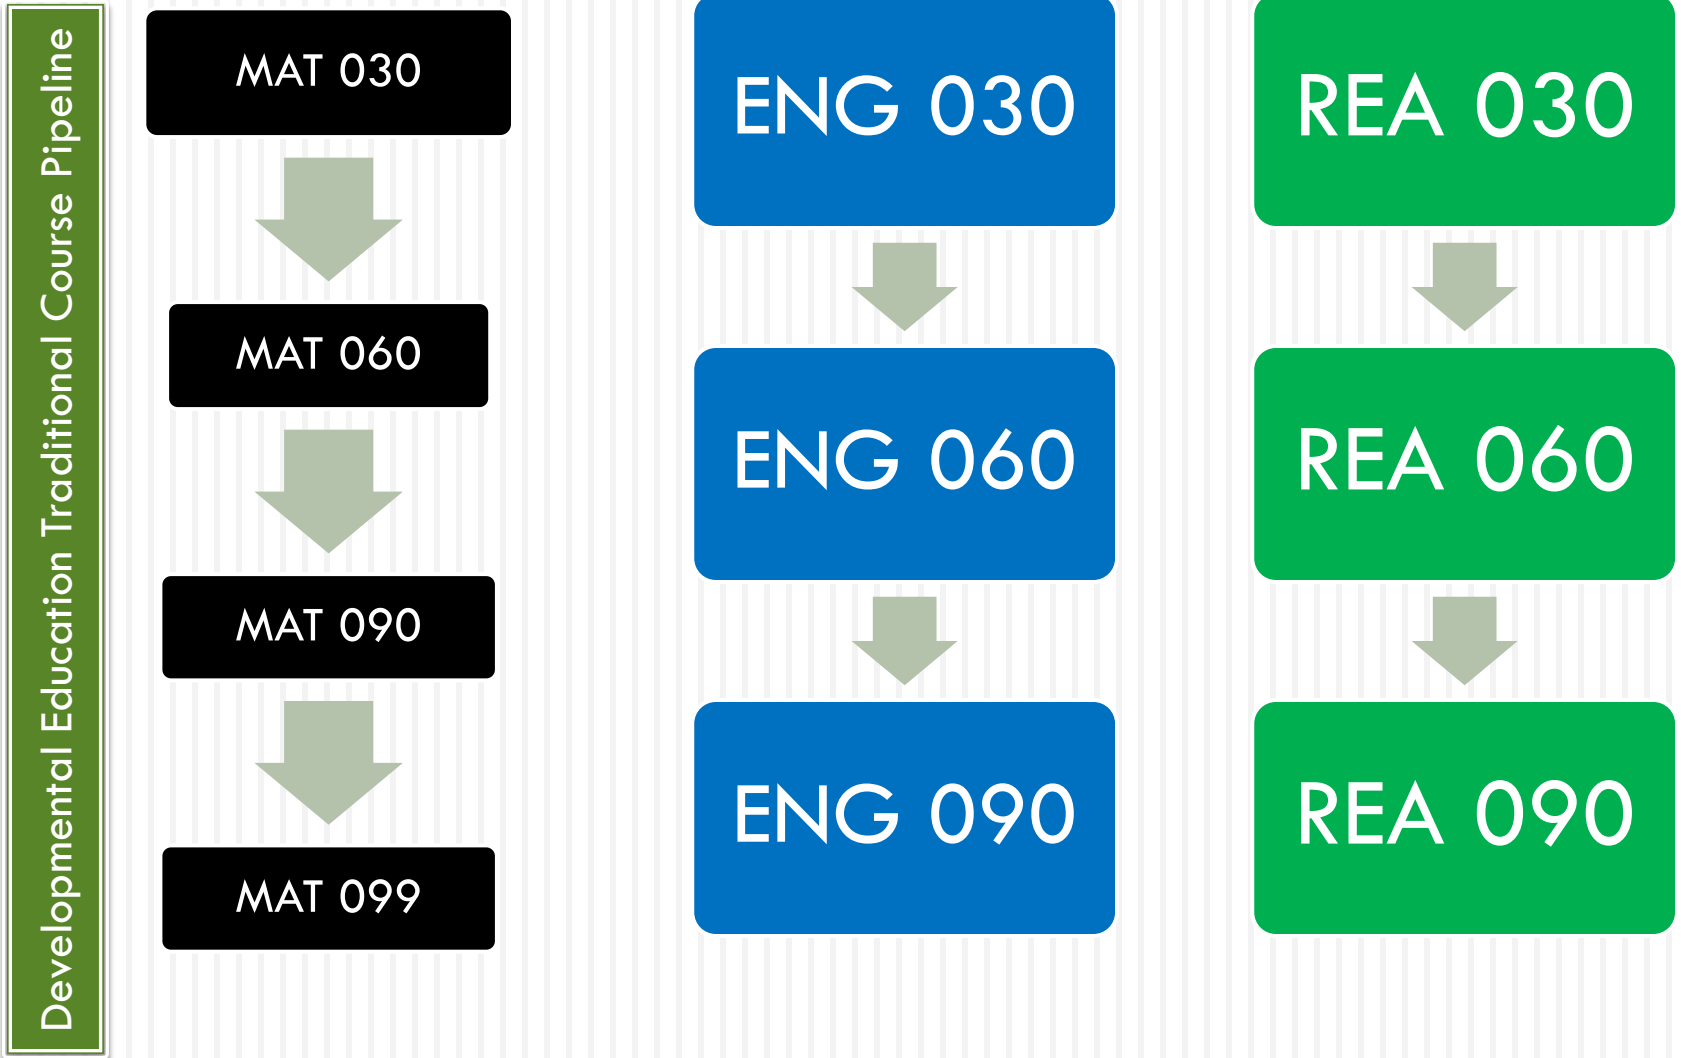 Developmental Education Traditional Course Pipeline
MAT 030
MAT 060
MAT 090
MAT 099
ENG 030
ENG 060
ENG 090
REA 030
REA 060
REA 090